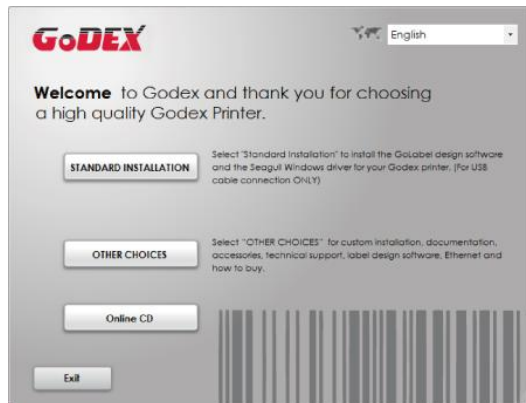 GoDEX
English
Welcome to Godex and thank you for choosing
a high quality Godex Printer.
STANDARD INSTALLATION
Select "Standard Installation" to install the GoLabel design software
and the Seagull Windows driver for your Godex printer. (For USB
cable connection ONLY)
OTHER CHOICES
Select "OTHER CHOICES" for custom installation, documentation,
accessories, technical support, label design software, Ethernet and
how to buy.
Online CD
Exit